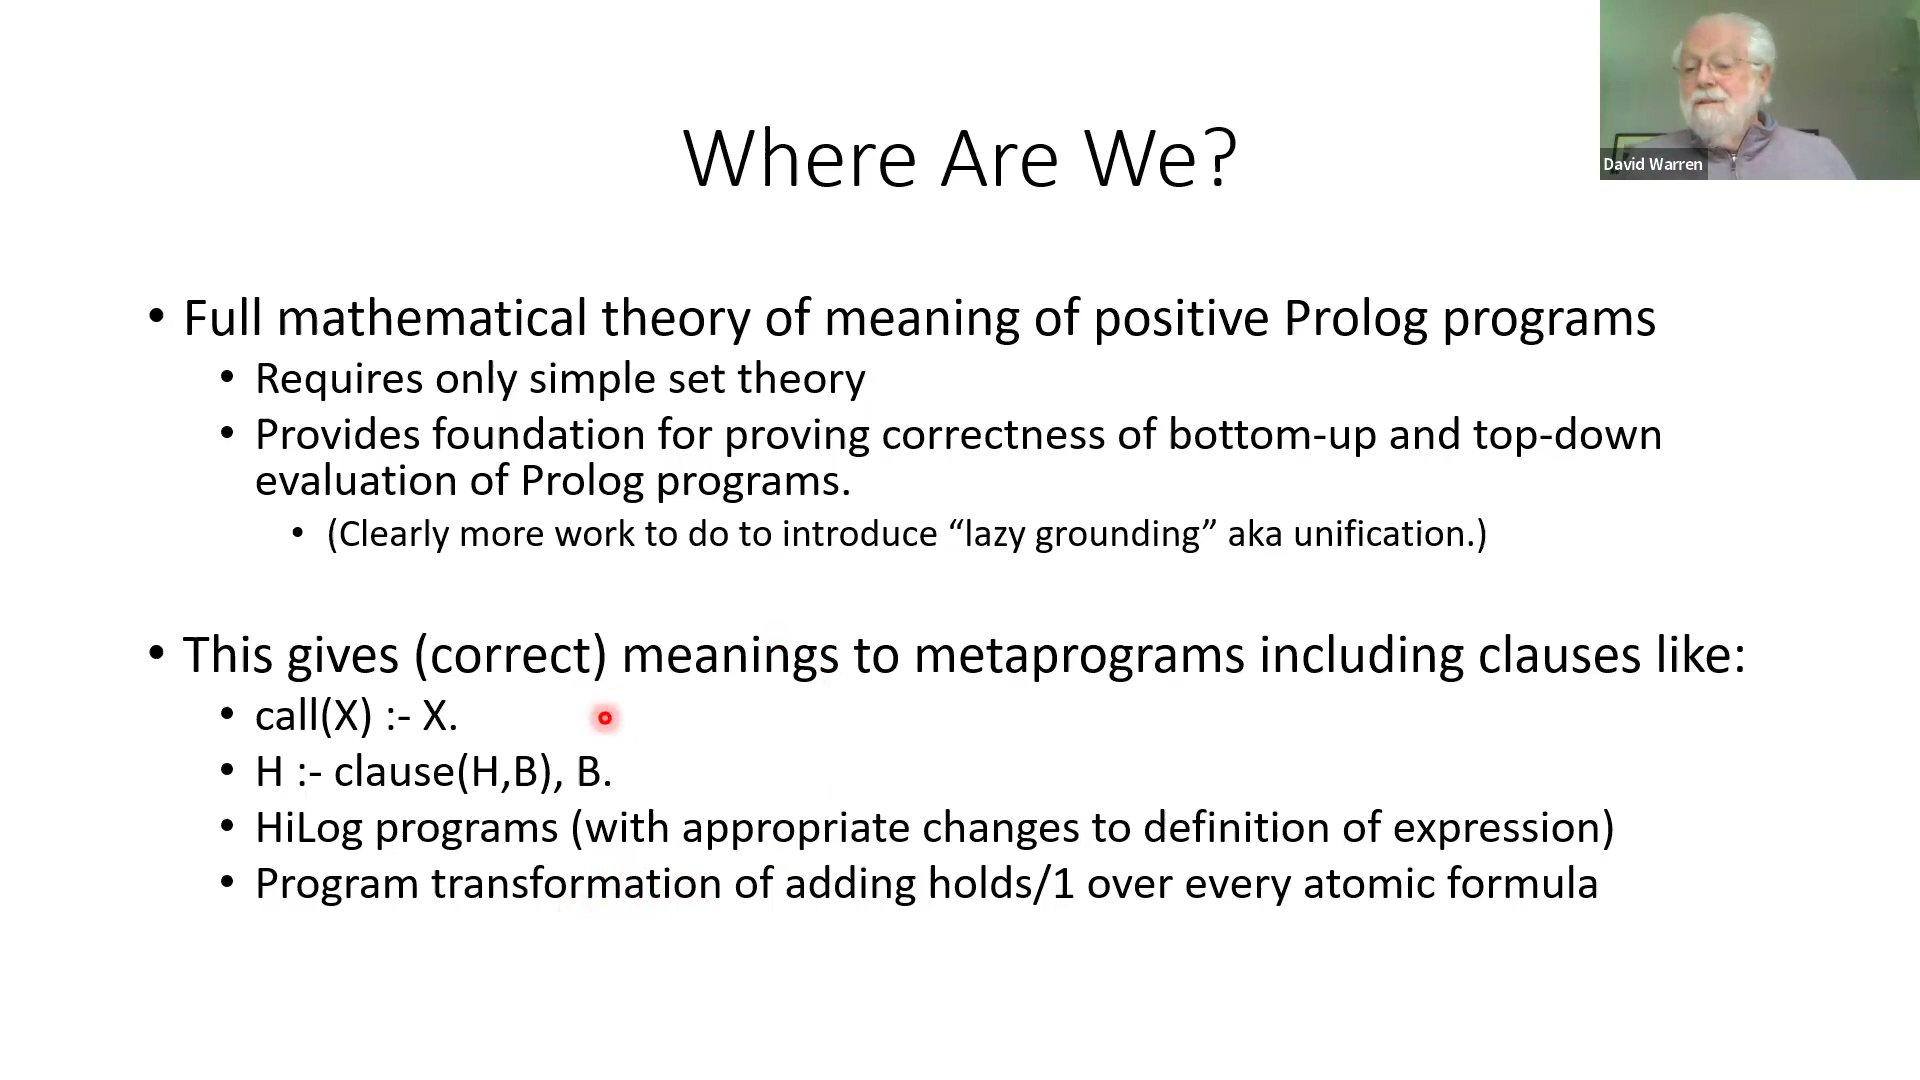 Where Are We?
David Warren
• Full mathematical theory of meaning of positive Prolog programs
• Requires only simple set theory
• Provides foundation for proving correctness of bottom-up and top-down
evaluation of Prolog programs.
• (Clearly more work to do to introduce “lazy grounding” aka unification.)
• This gives (correct) meanings to metaprograms including clauses like:
• call(X) :- X.
• H :- clause(H,B), B.
• HiLog programs (with appropriate changes to definition of expression)
• Program transformation of adding holds/1 over every atomic formula